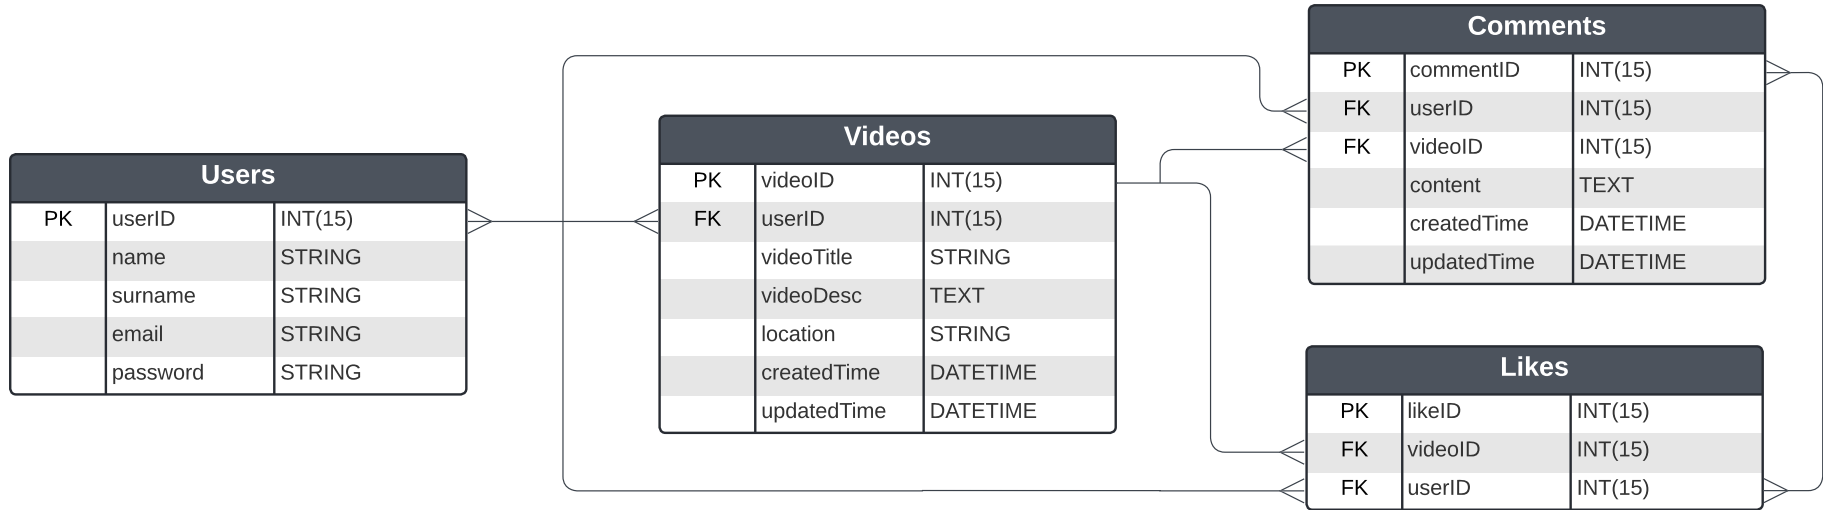 Users
PK userID INT(15)
name STRING
surname STRING
email STRING
password STRING
Videos
PK videoID INT(15)
FK userID INT(15)
videoTitle STRING
videoDesc TEXT
location STRING
createdTime DATETIME
updatedTime DATETIME
Comments
PK commentID INT(15)
FK userID INT(15)
FK videoID INT(15)
content TEXT
createdTime DATETIME
updatedTime DATETIME
Likes
PK likeID INT(15)
FK videoID INT(15)
FK userID INT(15)